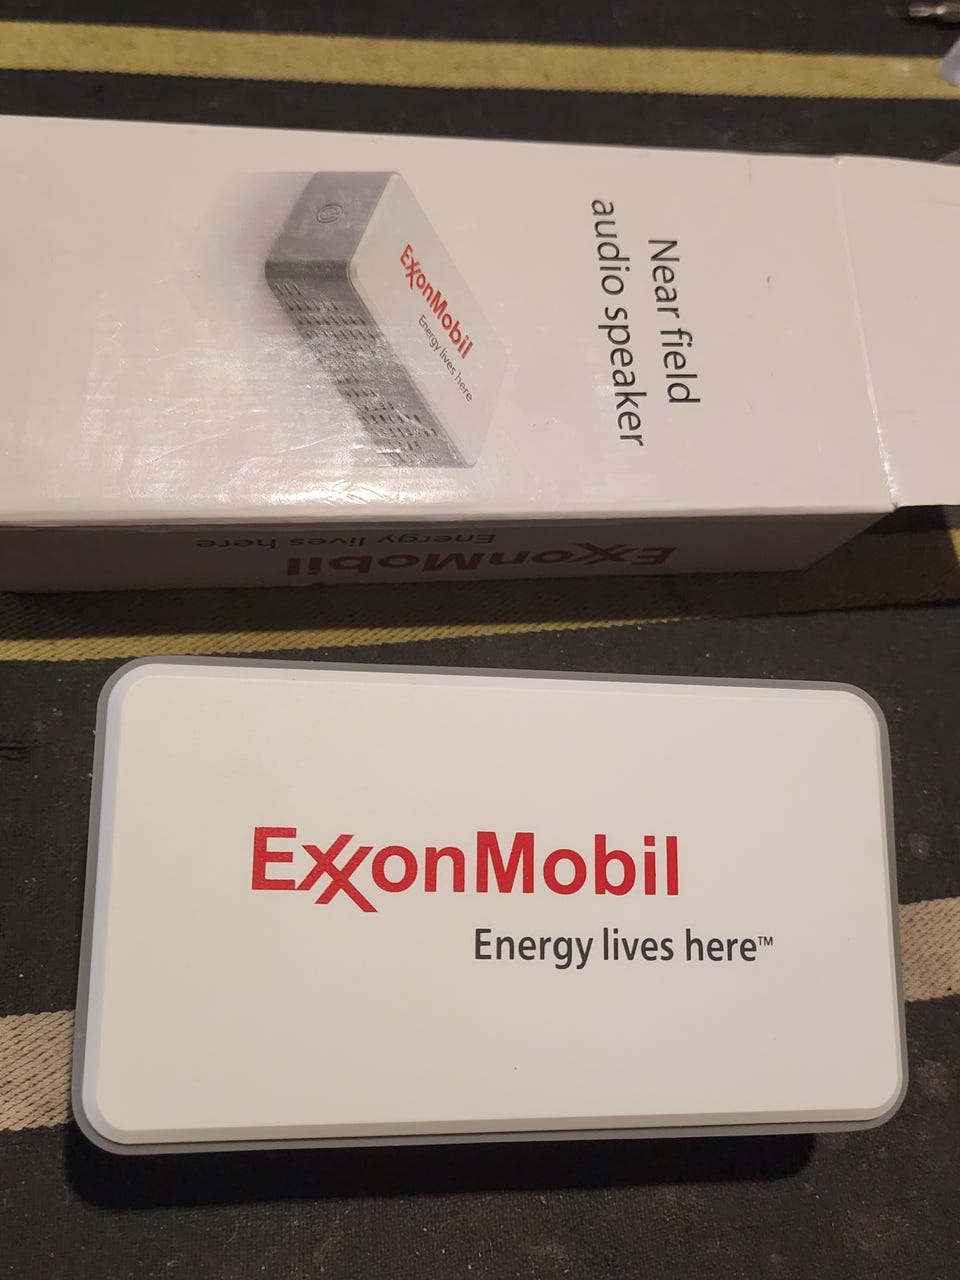 Near field
audio speaker
ExxonMobil
Energy lives here
ExxonMobil
Energy lives here
ExxonMobil
Energy lives here™